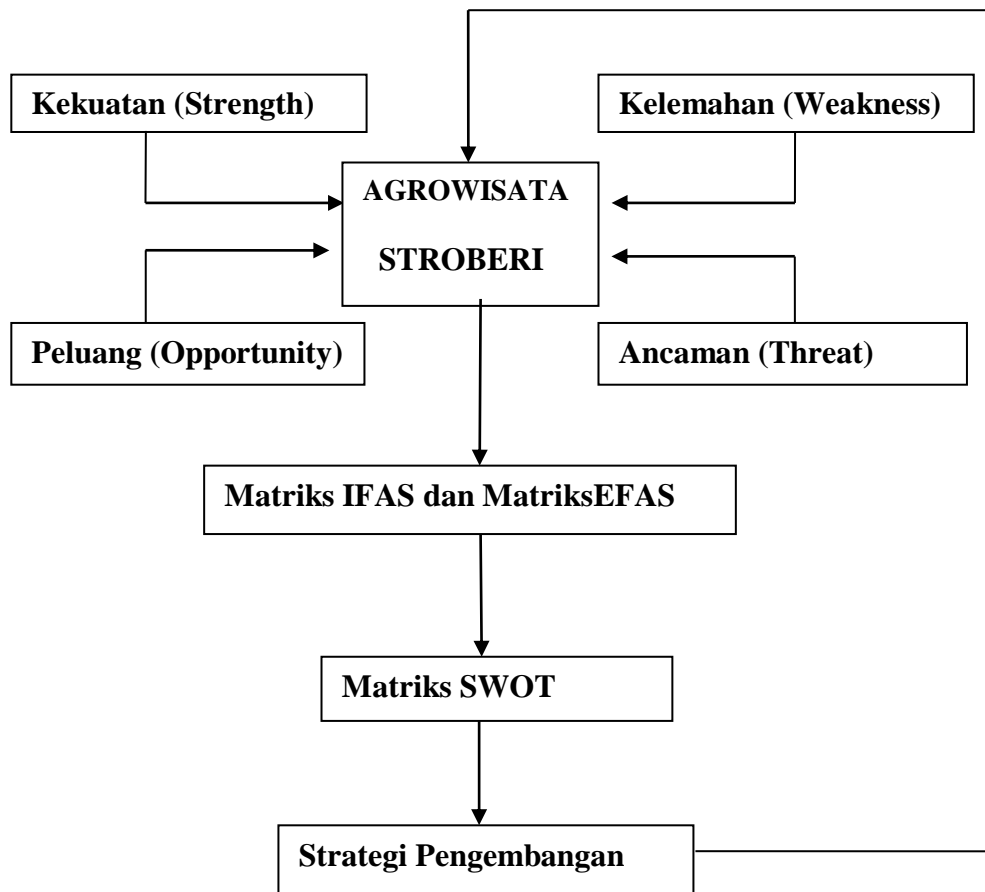 Kekuatan (Strength)
Kelemahan (Weakness)
AGROWISATA
STROBERI
Peluang (Opportunity)
Ancaman (Threat)
Matriks IFAS dan MatriksEFAS
Matriks SWOT
Strategi Pengembangan